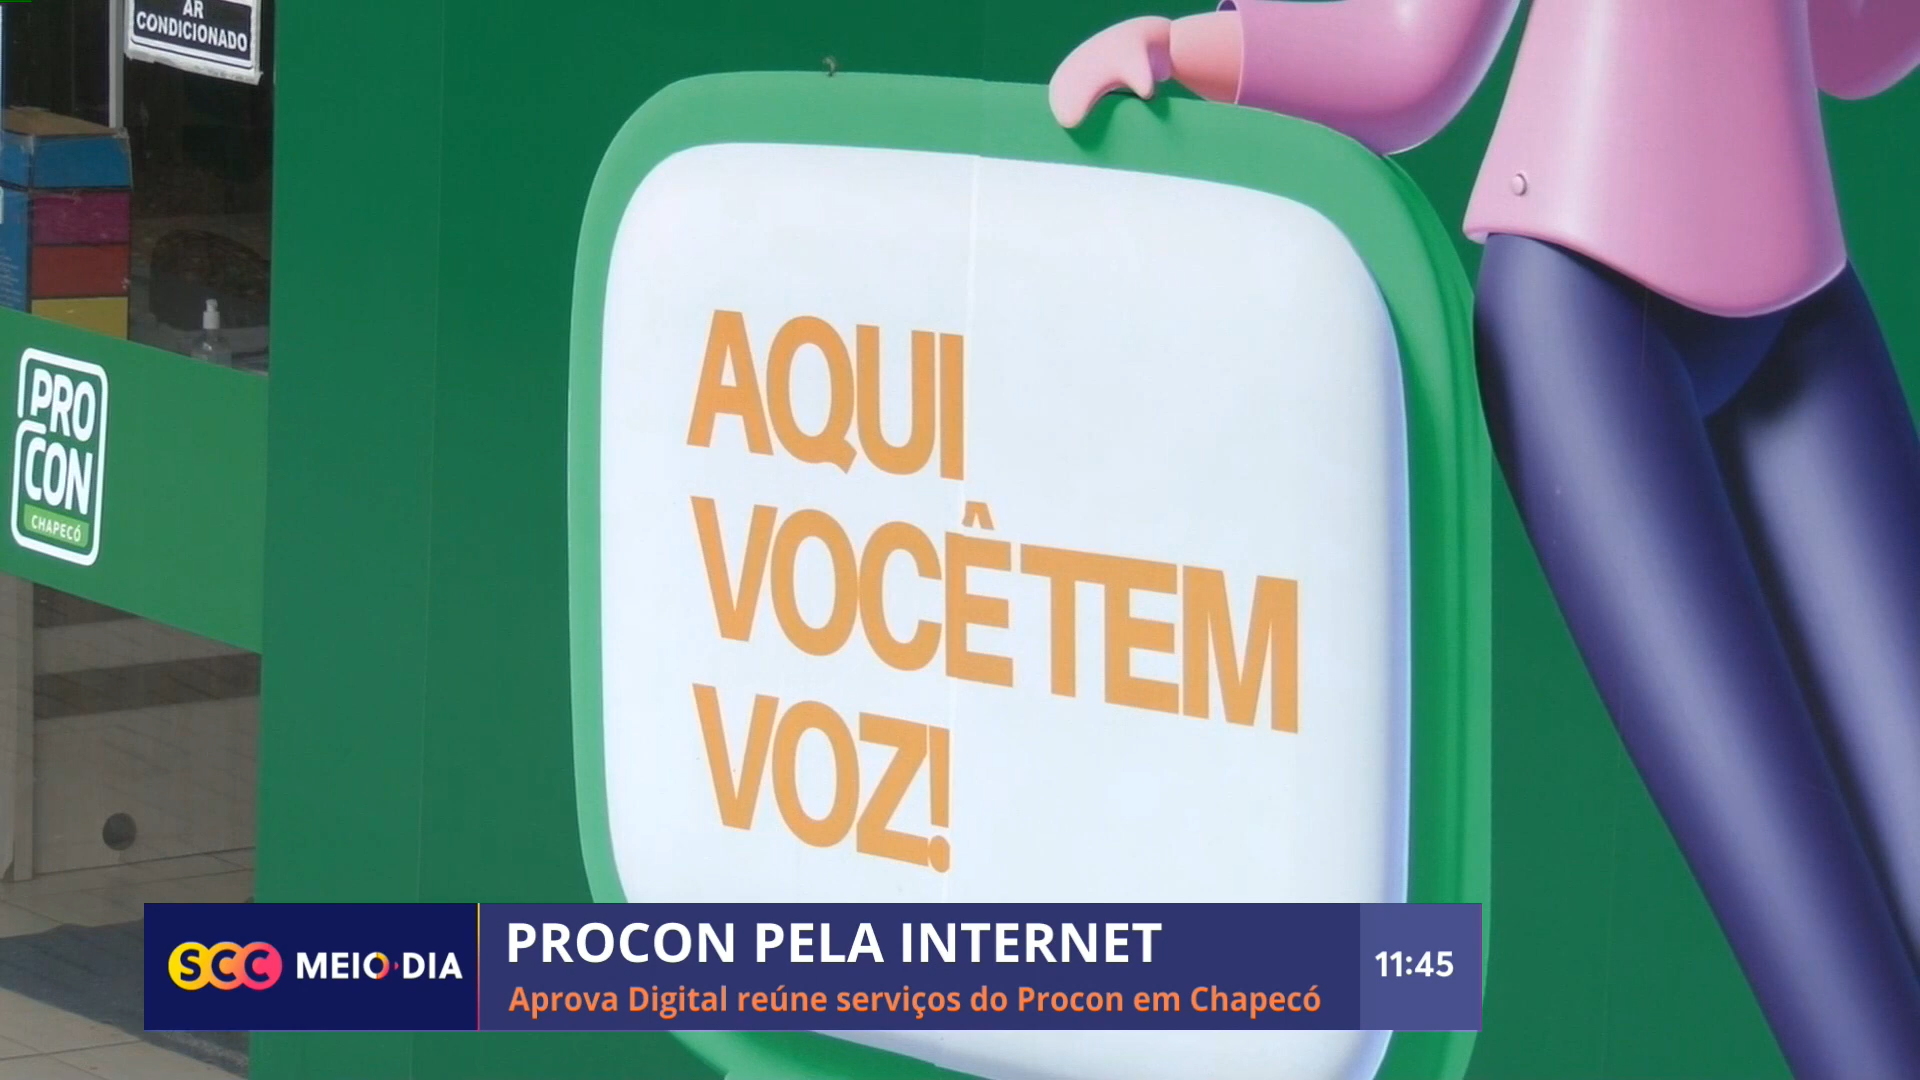 AR
CONDICIONADO
PRO
CON
CHAPECÓ
AQUI
VOCÊ TEM
VOZ!
SCC MEIO-DIA
PROCON PELA INTERNET
Aprova Digital reúne serviços do Procon em Chapecó
11:45